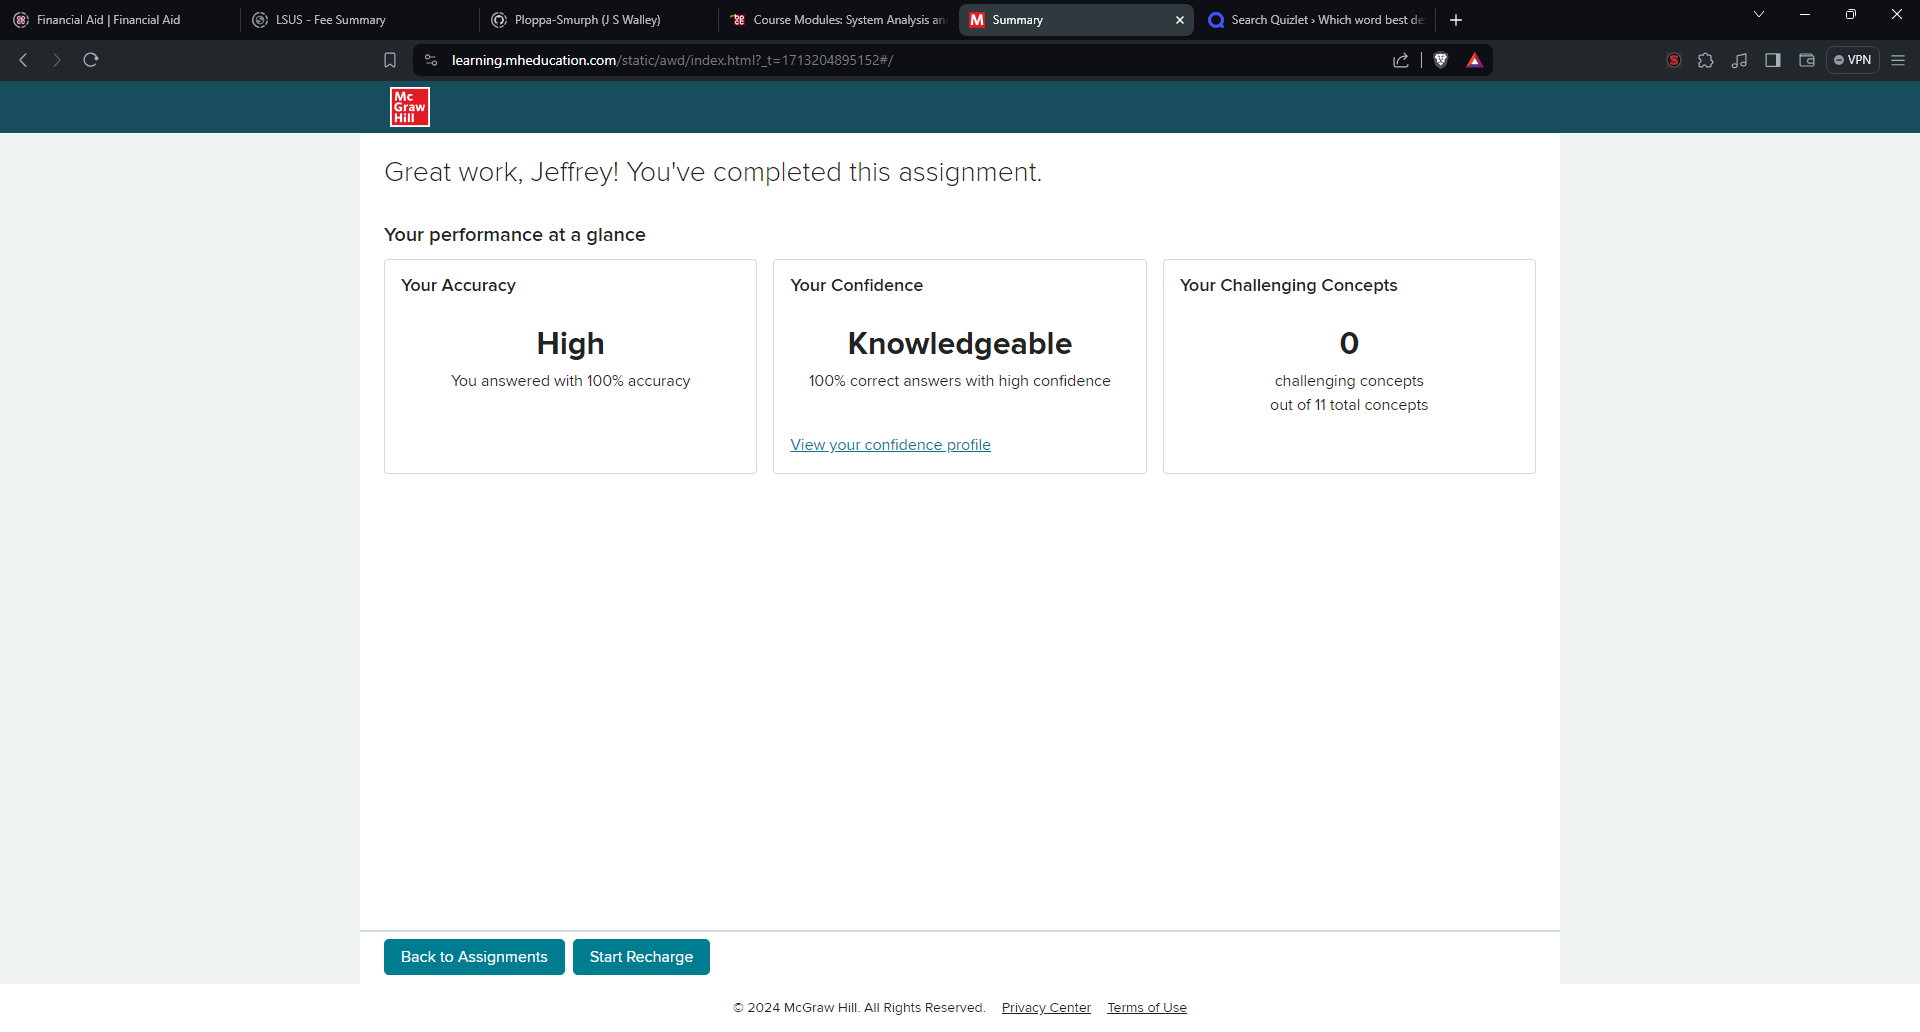 Financial Aid | Financial Aid
LSUS - Fee Summary
Ploppa-Smurph (J S Walley)
Course Modules: System Analysis an
Summary
Search Quizlet › Which word best de
learning.mheducation.com/static/awd/index.html?_t=1713204895152#/
VPN
Mc
Graw
Hill
Great work, Jeffrey! You've completed this assignment.
Your performance at a glance
Your Accuracy
High
You answered with 100% accuracy
Your Confidence
Knowledgeable
100% correct answers with high confidence
View your confidence profile
Your Challenging Concepts
0
challenging concepts
out of 11 total concepts
Back to Assignments
Start Recharge
© 2024 McGraw Hill. All Rights Reserved. Privacy Center Terms of Use